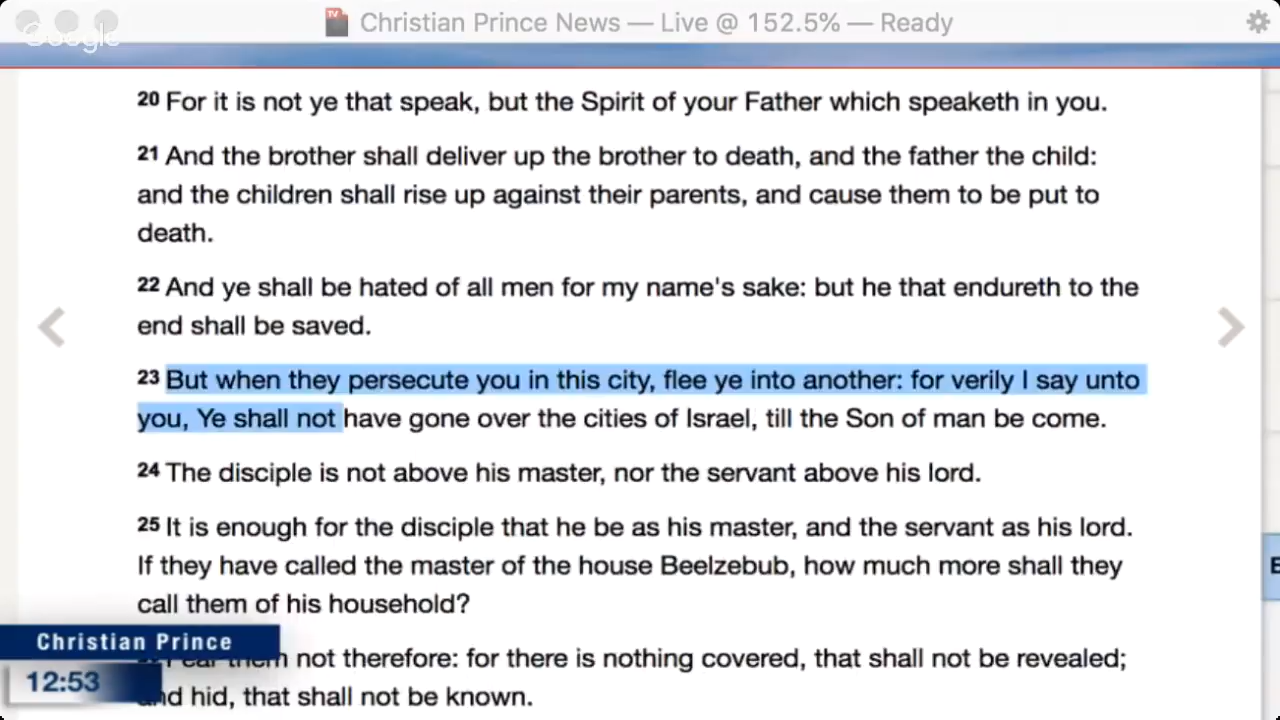 Christian Prince News — Live @ 152.5% — Ready
Google
20 For it is not ye that speak, but the Spirit of your Father which speaketh in you.
21 And the brother shall deliver up the brother to death, and the father the child:
and the children shall rise up against their parents, and cause them to be put to
death.
22 And ye shall be hated of all men for my name's sake: but he that endureth to the
end shall be saved.
23 But when they persecute you in this city, flee ye into another: for verily I say unto
you, Ye shall not have gone over the cities of Israel, till the Son of man be come.
24 The disciple is not above his master, nor the servant above his lord.
25 It is enough for the disciple that he be as his master, and the servant as his lord.
If they have called the master of the house Beelzebub, how much more shall they
call them of his household?
Christian Prince
them not therefore: for there is nothing covered, that shall not be revealed;
12:53
hid, that shall not be known.